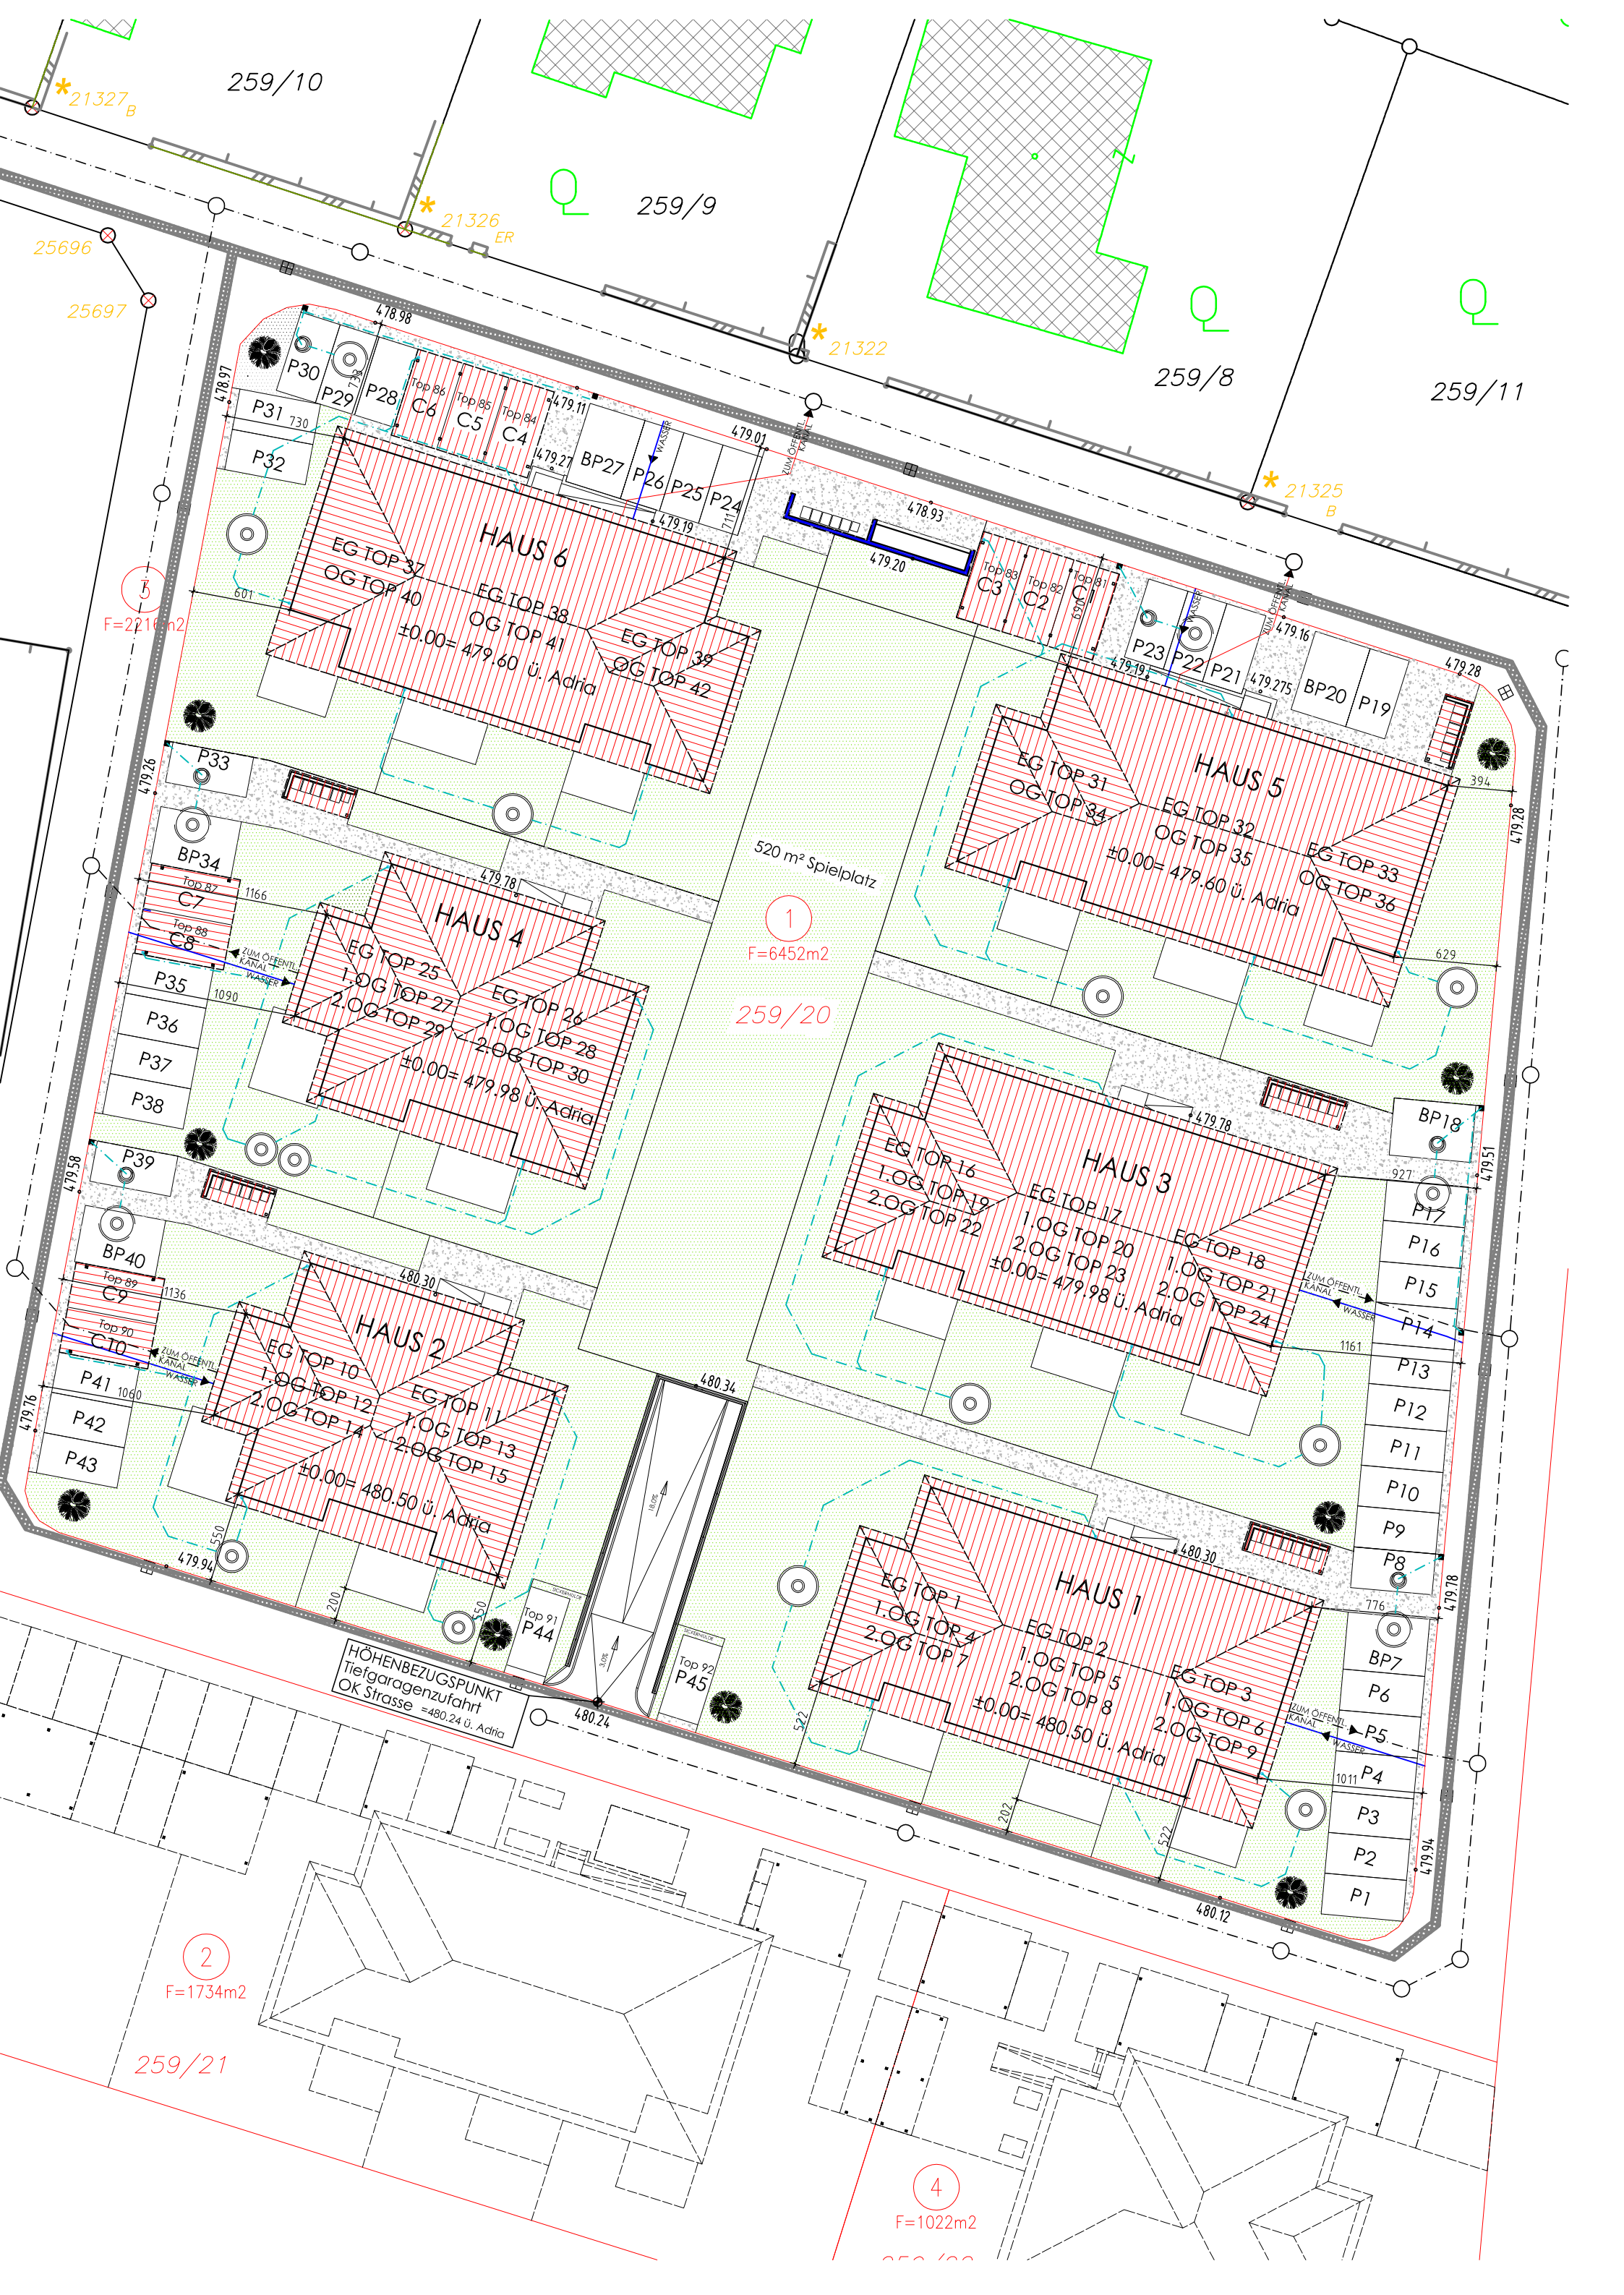 259/10
21327
B
259/9
21326
ER
25696
25697
21322
259/8
259/11
21325
B
478.98
478.97
P30
P29
739
P28
Top 86
C6
Top 85
C5
Top 84
C4
479.11
479.01
ZUM ÖFFENTL.
KANAL
WASSER
P31
730
P32
479.27
BP27
P26
P25
P24
711
479.19
478.93
479.20
Top 83
C3
Top 82
C2
Top 81
C1
690
HAUS 6
EG TOP 37
OG TOP 40
EG TOP 38
OG TOP 41
±0.00= 479.60 ü. Adria
EG TOP 39
OG TOP 42
601
3
F=2216m2
WASSER
ZUM ÖFFENTL.
KANAL
479.16
P23
P22
P21
479.19
479.275
BP20
P19
479.28
HAUS 5
EG TOP 31
OG TOP 34
EG TOP 32
OG TOP 35
±0.00= 479.60 ü. Adria
EG TOP 33
OG TOP 36
394
479.28
629
P33
479.26
BP34
Top 87
C7
Top 88
C8
1166
ZUM ÖFFENTL.
KANAL
WASSER
P35
1090
P36
P37
P38
479.78
HAUS 4
EG TOP 25
1.OG TOP 27
2.OG TOP 29
EG TOP 26
1.OG TOP 28
2.OG TOP 30
±0.00= 479.98 ü. Adria
520 m² Spielplatz
1
F=6452m2
259/20
479.78
BP18
479.51
927
HAUS 3
EG TOP 16
1.OG TOP 19
2.OG TOP 22
EG TOP 17
1.OG TOP 20
2.OG TOP 23
±0.00= 479.98 ü. Adria
EG TOP 18
1.OG TOP 21
2.OG TOP 24
P17
P16
P15
ZUM ÖFFENTL.
KANAL
WASSER
P14
1161
P13
P12
P11
P10
P9
P8
P39
479.58
BP40
Top 89
C9
Top 90
C10
1136
ZUM ÖFFENTL.
KANAL
WASSER
P41
1060
479.76
P42
P43
480.30
HAUS 2
EG TOP 10
1.OG TOP 12
2.OG TOP 14
EG TOP 11
1.OG TOP 13
2.OG TOP 15
±0.00= 480.50 ü. Adria
550
479.94
200
550
480.34
18.0%
3.0%
SICKERMULDE
Top 91
P44
SICKERMULDE
Top 92
P45
HÖHENBEZUGSPUNKT
Tiefgaragenzufahrt
OK Strasse =480.24 ü. Adria
480.24
480.30
479.78
776
HAUS 1
EG TOP 1
1.OG TOP 4
2.OG TOP 7
EG TOP 2
1.OG TOP 5
2.OG TOP 8
±0.00= 480.50 ü. Adria
EG TOP 3
1.OG TOP 6
2.OG TOP 9
BP7
P6
ZUM ÖFFENTL.
KANAL
WASSER
P5
P4
1011
P3
P2
P1
522
202
522
479.94
480.12
2
F=1734m2
259/21
4
F=1022m2